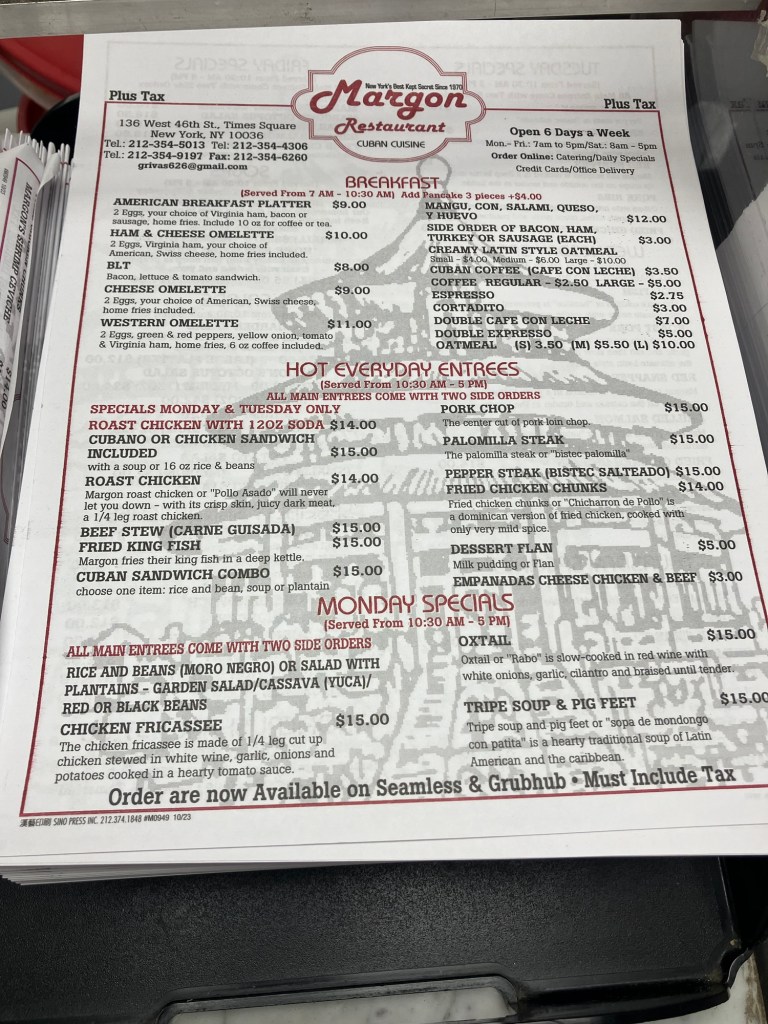 New York's Best Kept Secret Since 1970
Margon
Restaurant
CUBAN CUISINE
Plus Tax
Plus Tax
136 West 46th St., Times Square
New York, NY 10036
Tel.: 212-354-5013 Tel: 212-354-4306
Tel.: 212-354-9197 Fax: 212-354-6260
grivas626@gmail.com
Open 6 Days a Week
Mon.- Fri.: 7am to 5pm/Sat.: 8am - 5pm
Order Online: Catering/Daily Specials
Credit Cards/Office Delivery
BREAKFAST
(Served From 7 AM - 10:30 AM) Add Pancake 3 pieces +$4.00
AMERICAN BREAKFAST PLATTER $9.00
2 Eggs, your choice of Virginia ham, bacon or
sausage, home fries. Include 10 oz for coffee or tea.
HAM & CHEESE OMELETTE $10.00
2 Eggs, Virginia ham, your choice of
American, Swiss cheese, home fries included.
BLT $8.00
Bacon, lettuce & tomato sandwich.
CHEESE OMELETTE $9.00
2 Eggs, your choice of American, Swiss cheese,
home fries included.
WESTERN OMELETTE $11.00
2 Eggs, green & red peppers, yellow onion, tomato
& Virginia ham, home fries, 6 oz coffee included.
MANGU, CON, SALAMI, QUESO,
Y HUEVO $12.00
SIDE ORDER OF BACON, HAM,
TURKEY OR SAUSAGE (EACH) $3.00
CREAMY LATIN STYLE OATMEAL
Small - $4.00 Medium - $6.00 Large - $10.00
CUBAN COFFEE (CAFE CON LECHE) $3.50
COFFEE REGULAR - $2.50 LARGE - $5.00
ESPRESSO $2.75
CORTADITO $3.00
DOUBLE CAFE CON LECHE $7.00
DOUBLE EXPRESSO $5.00
OATMEAL (S) 3.50 (M) $5.50 (L) $10.00
HOT EVERYDAY ENTREES
(Served From 10:30 AM - 5 PM)
ALL MAIN ENTREES COME WITH TWO SIDE ORDERS
SPECIALS MONDAY & TUESDAY ONLY
ROAST CHICKEN WITH 12OZ SODA $14.00
CUBANO OR CHICKEN SANDWICH
INCLUDED $15.00
with a soup or 16 oz rice & beans
ROAST CHICKEN $14.00
Margon roast chicken or "Pollo Asado" will never
let you down - with its crisp skin, juicy dark meat,
a 1/4 leg roast chicken.
BEEF STEW (CARNE GUISADA) $15.00
FRIED KING FISH $15.00
Margon fries their king fish in a deep kettle.
CUBAN SANDWICH COMBO $15.00
choose one item: rice and bean, soup or plantain
PORK CHOP $15.00
The center cut of pork loin chop.
PALOMILLA STEAK $15.00
The palomilla steak or "bistec palomilla"
PEPPER STEAK (BISTEC SALTEADO) $15.00
FRIED CHICKEN CHUNKS $14.00
Fried chicken chunks or "Chicharron de Pollo" is
a dominican version of fried chicken, cooked with
only very mild spice.
DESSERT FLAN $5.00
Milk pudding or Flan
EMPANADAS CHEESE CHICKEN & BEEF $3.00
MONDAY SPECIALS
(Served From 10:30 AM - 5 PM)
ALL MAIN ENTREES COME WITH TWO SIDE ORDERS
RICE AND BEANS (MORO NEGRO) OR SALAD WITH
PLANTAINS - GARDEN SALAD/CASSAVA (YUCA)/
RED OR BLACK BEANS
CHICKEN FRICASSEE $15.00
The chicken fricassee is made of 1/4 leg cut up
chicken stewed in white wine, garlic, onions and
potatoes cooked in a hearty tomato sauce.
OXTAIL $15.00
Oxtail or "Rabo" is slow-cooked in red wine with
white onions, garlic, cilantro and braised until tender.
TRIPE SOUP & PIG FEET $15.00
Tripe soup and pig feet or "sopa de mondongo
con patita" is a hearty traditional soup of Latin
American and the caribbean.
Order are now Available on Seamless & Grubhub • Must Include Tax
SINO PRESS INC. 212.374.1848 #M0949 10/23